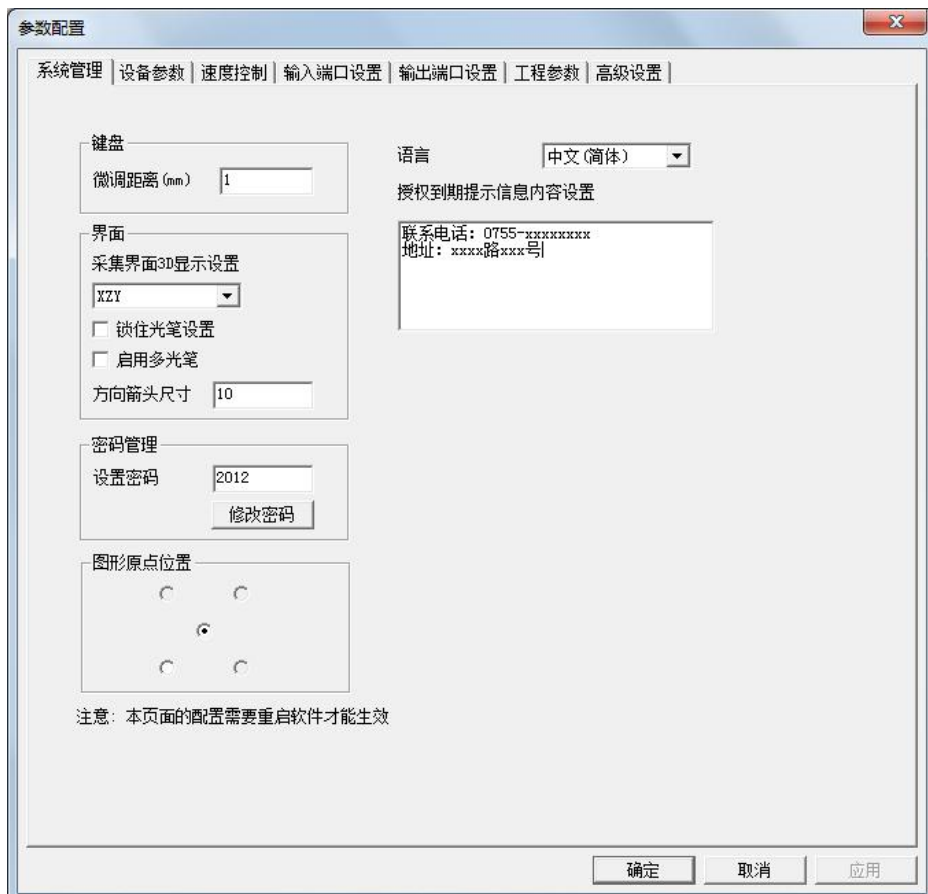 参数配置
系统管理 设备参数 速度控制 输入端口设置 输出端口设置 工程参数 高级设置
键盘
微调距离(mm) 1
界面
采集界面3D显示设置
XZY
锁住光笔设置
启用多光笔
方向箭头尺寸 10
密码管理
设置密码 2012
修改密码
图形原点位置
注意: 本页面的配置需要重启软件才能生效
语言 中文(简体)
授权到期提示信息内容设置
联系电话: 0755-xxxxxxxx
地址: xxxx路xxx号
确定 取消 应用